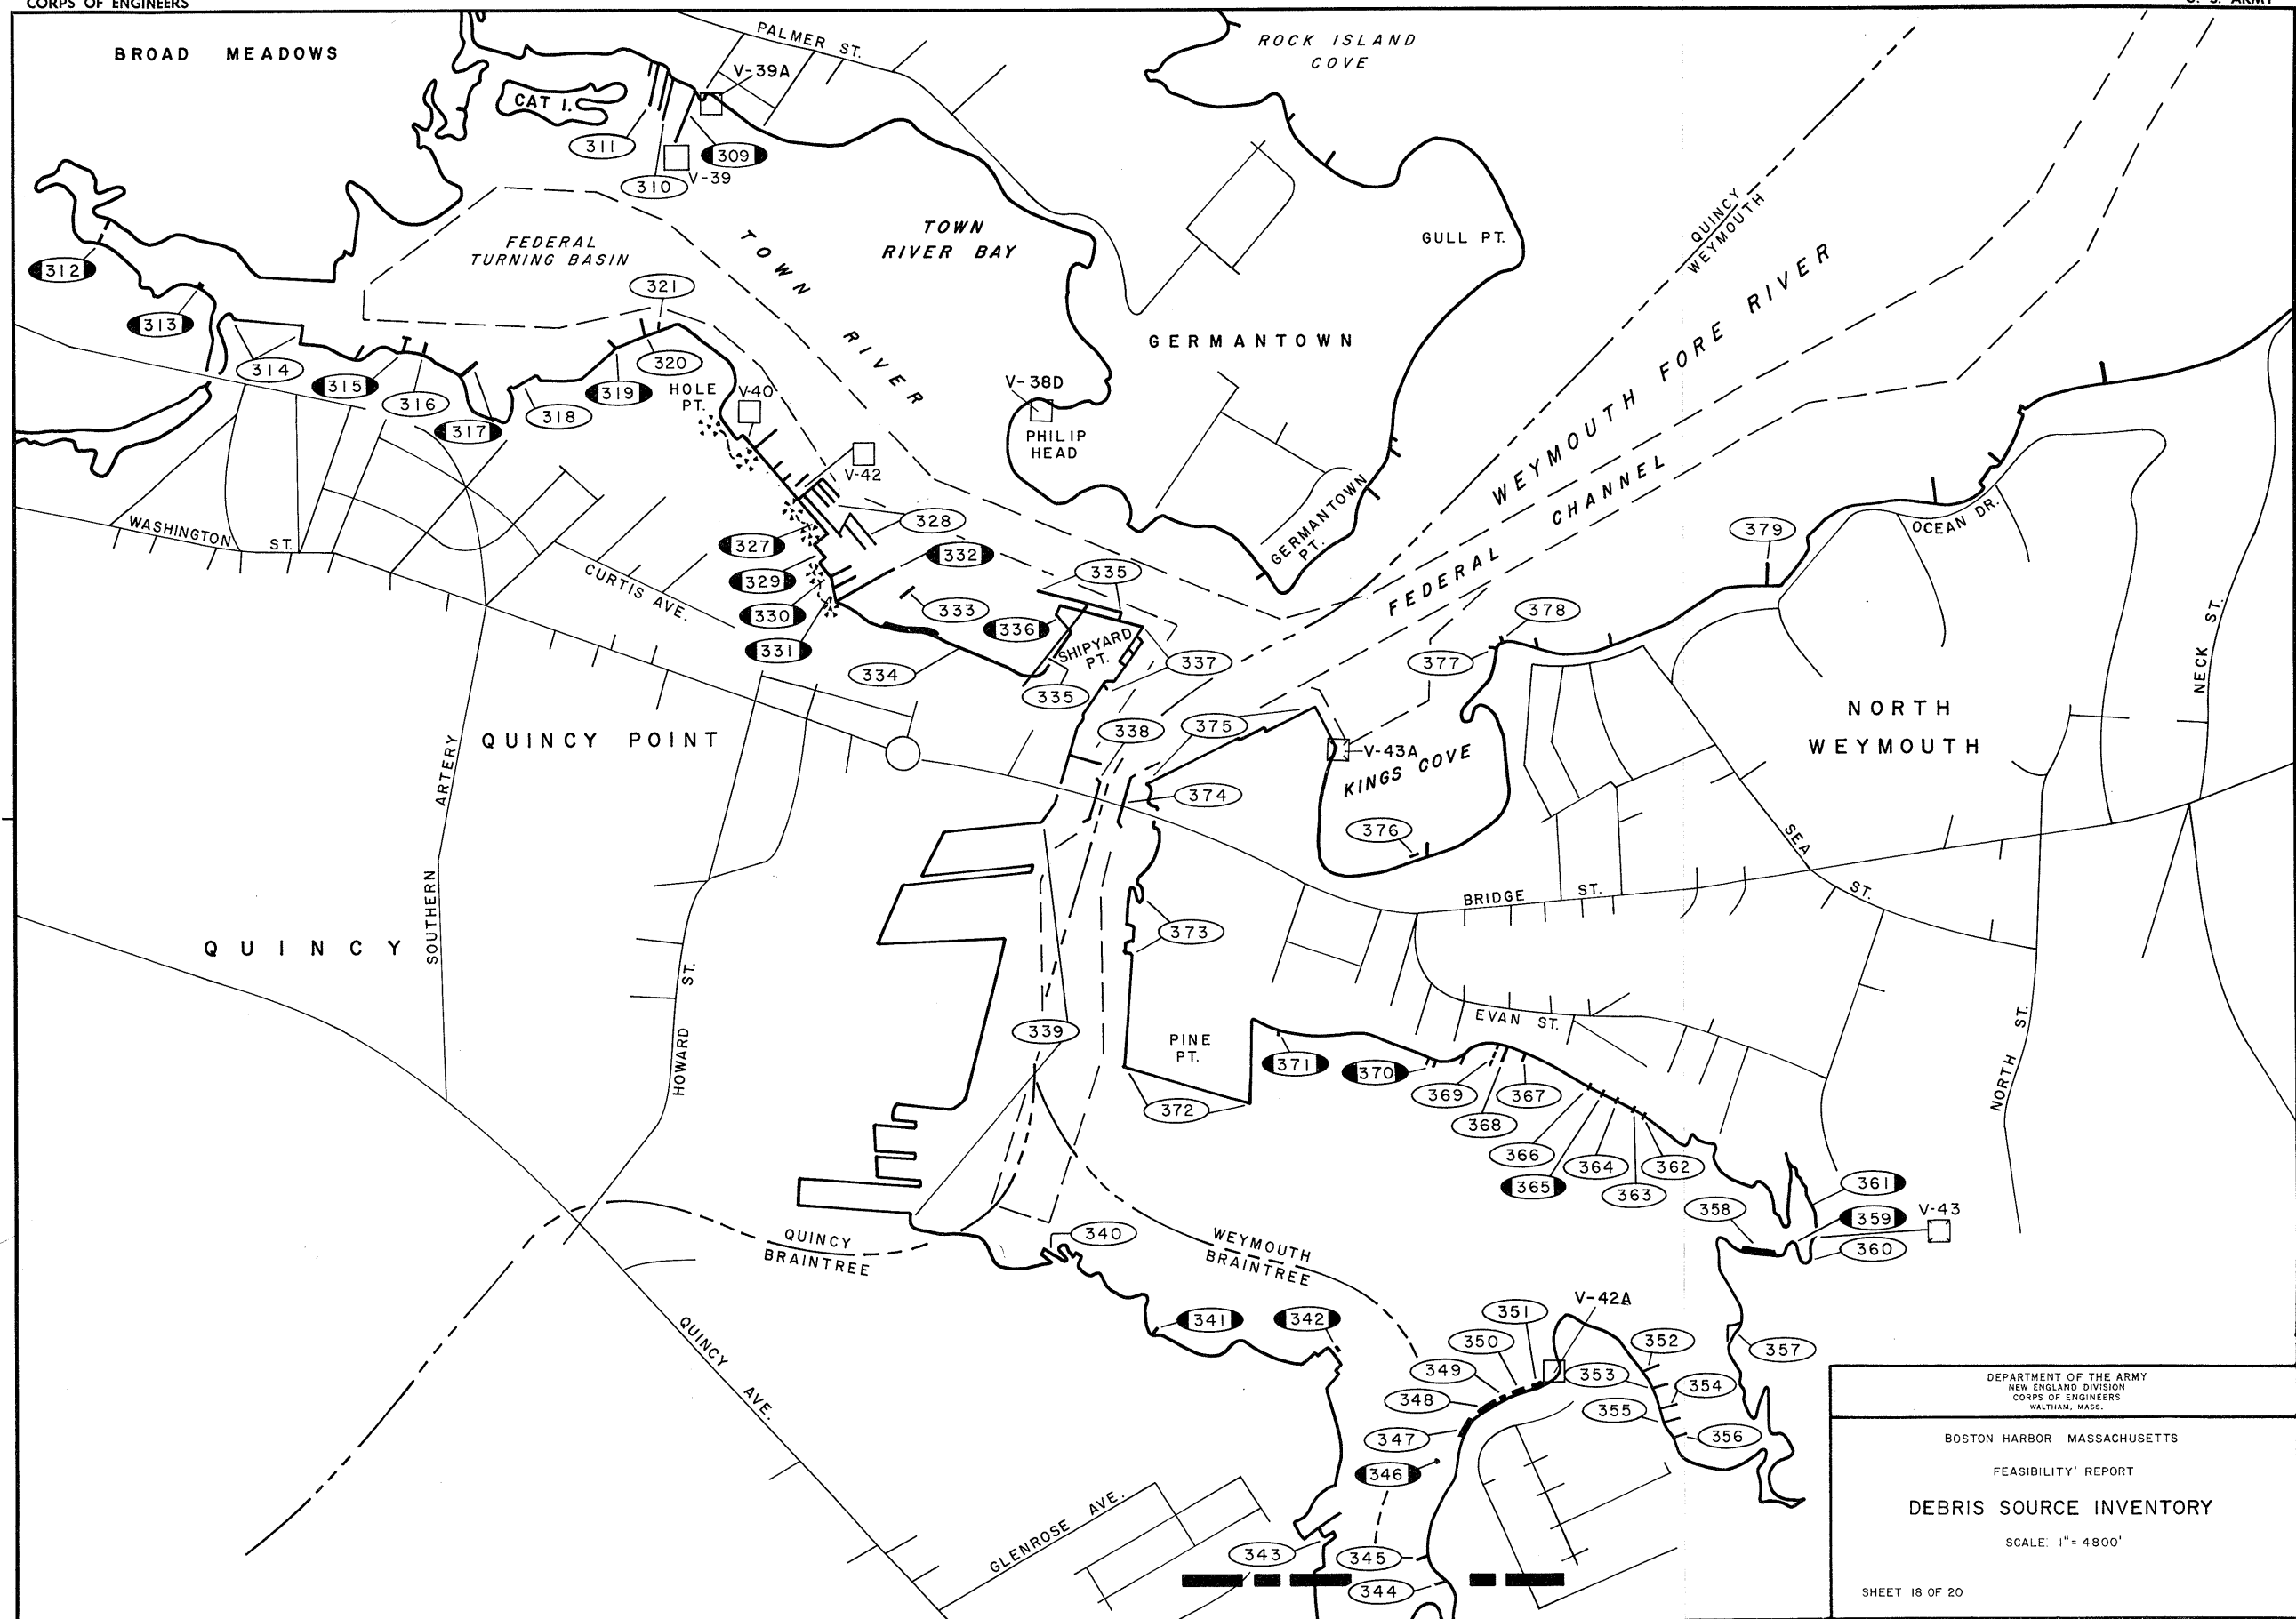 CORPS OF ENGINEERS
U. S. ARMY
BROAD MEADOWS
CAT I.
PALMER ST.
V-39A
ROCK ISLAND
COVE
311
310
309
V-39
312
313
FEDERAL
TURNING BASIN
TOWN RIVER
TOWN
RIVER BAY
GULL PT.
QUINCY
WEYMOUTH
WEYMOUTH FORE RIVER
FEDERAL CHANNEL
GERMANTOWN
321
320
314
315
316
317
318
319
HOLE
PT.
V-40
V-42
V-38D
PHILIP
HEAD
GERMANTOWN
PT.
WASHINGTON ST.
CURTIS AVE.
327
328
329
330
331
332
333
334
335
336
SHIPYARD
PT.
335
337
338
379
OCEAN DR.
378
377
375
V-43A
KINGS COVE
374
376
NORTH
WEYMOUTH
NECK ST.
SEA ST.
BRIDGE ST.
QUINCY POINT
QUINCY
SOUTHERN ARTERY
HOWARD ST.
373
339
PINE
PT.
372
371
370
369
368
367
366
365
364
363
362
EVAN ST.
NORTH ST.
361
V-43
359
360
358
357
QUINCY
BRAINTREE
340
WEYMOUTH
BRAINTREE
341
342
351
V-42A
350
349
348
347
346
352
353
354
355
356
QUINCY AVE.
GLENROSE AVE.
343
345
344
DEPARTMENT OF THE ARMY
NEW ENGLAND DIVISION
CORPS OF ENGINEERS
WALTHAM, MASS.
BOSTON HARBOR MASSACHUSETTS
FEASIBILITY' REPORT
DEBRIS SOURCE INVENTORY
SCALE: 1"= 4800'
SHEET 18 OF 20